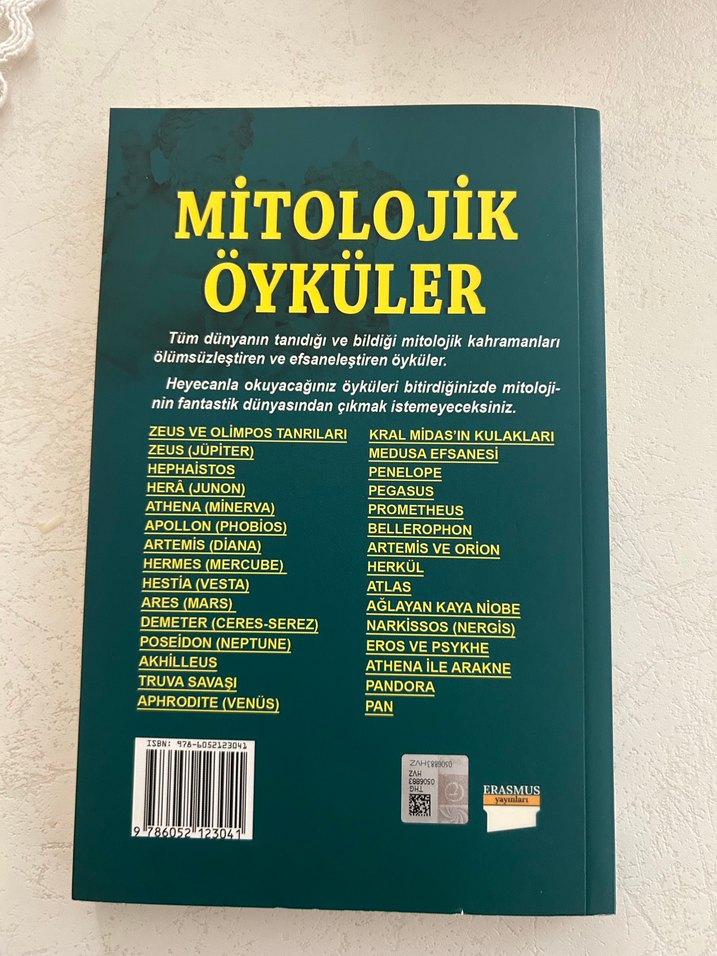 MİTOLOJİK
ÖYKÜLER
Tüm dünyanın tanıdığı ve bildiği mitolojik kahramanları
ölümsüzleştiren ve efsaneleştiren öyküler.
Heyecanla okuyacağınız öyküleri bitirdiğinizde mitoloji-
nin fantastik dünyasından çıkmak istemeyeceksiniz.
ZEUS VE OLİMPOS TANRILARI
ZEUS (JÜPİTER)
HEPHAİSTOS
HERÂ (JUNON)
ATHENA (MİNERVA)
APOLLON (PHOBİOS)
ARTEMİS (DİANA)
HERMES (MERCUBE)
HESTİA (VESTA)
ARES (MARS)
DEMETER (CERES-SEREZ)
POSEİDON (NEPTUNE)
AKHİLLEUS
TRUVA SAVAŞI
APHRODİTE (VENÜS)
KRAL MİDAS'IN KULAKLARI
MEDUSA EFSANESİ
PENELOPE
PEGASUS
PROMETHEUS
BELLEROPHON
ARTEMİS VE ORİON
HERKÜL
ATLAS
AĞLAYAN KAYA NİOBE
NARKİSSOS (NERGİS)
EROS VE PSYKHE
ATHENA İLE ARAKNE
PANDORA
PAN
ISBN: 978-6052123041
9 786052 123041
0506883HVZ
THG
0506883
HVZ
ERASMUS
yayınları